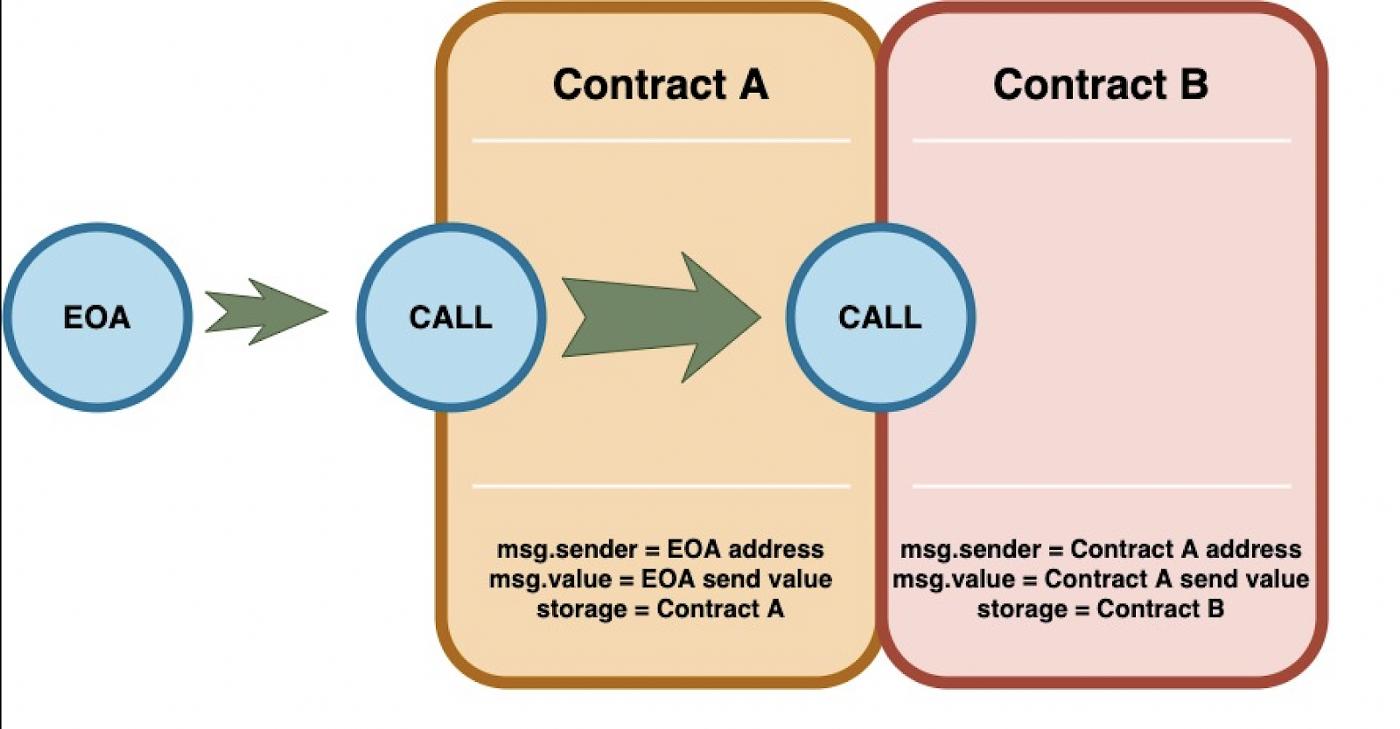 Contract A
Contract B
EOA
CALL
CALL
msg.sender = EOA address
msg.value = EOA send value
storage = Contract A
msg.sender = Contract A address
msg.value = Contract A send value
storage = Contract B